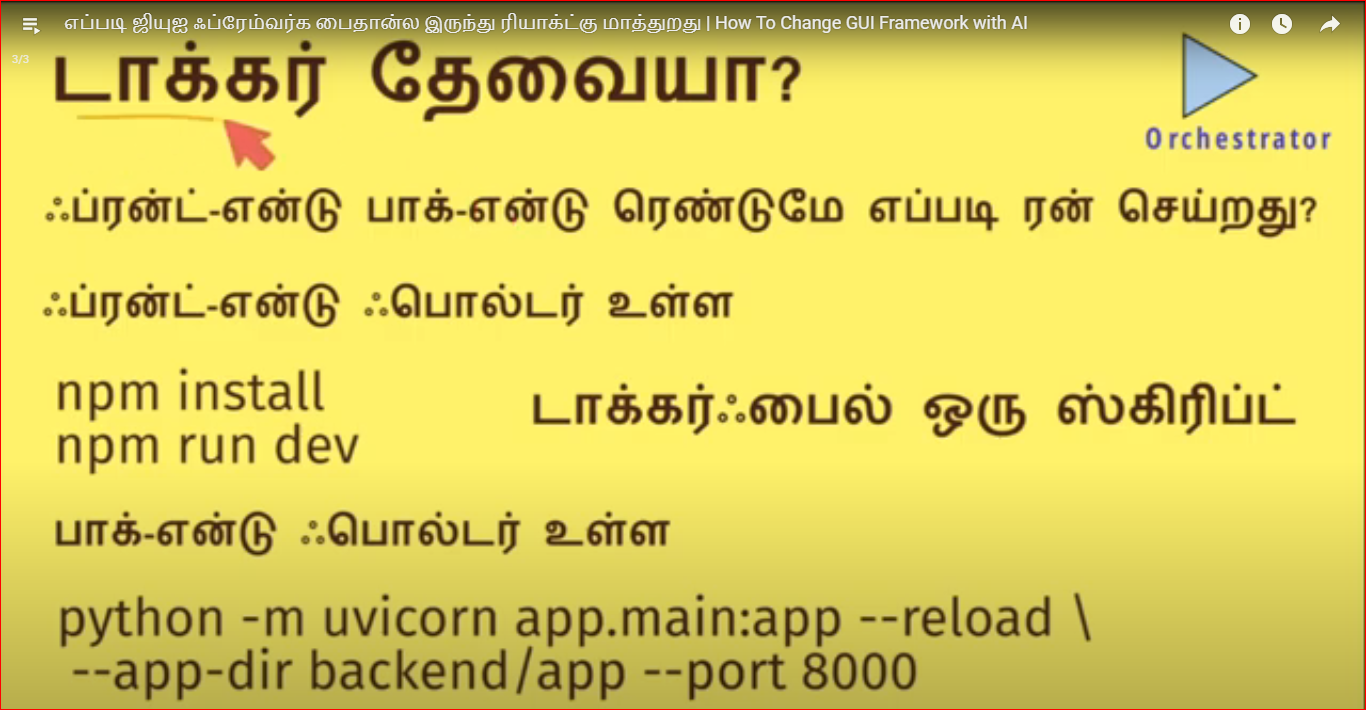 எப்படி ஜியுஐ ஃப்ரேம்வர்க பைதான்ல இருந்து ரியாக்ட்கு மாத்துறது | How To Change GUI Framework with AI
3/3
டாக்கர் தேவையா?
Orchestrator
ஃப்ரன்ட்-என்டு பாக்-என்டு ரெண்டுமே எப்படி ரன் செய்றது?
ஃப்ரன்ட்-என்டு ஃபொல்டர் உள்ள
npm install
npm run dev
டாக்கர்ஃபைல் ஒரு ஸ்கிரிப்ட்
பாக்-என்டு ஃபொல்டர் உள்ள
python -m uvicorn app.main:app --reload \
--app-dir backend/app --port 8000